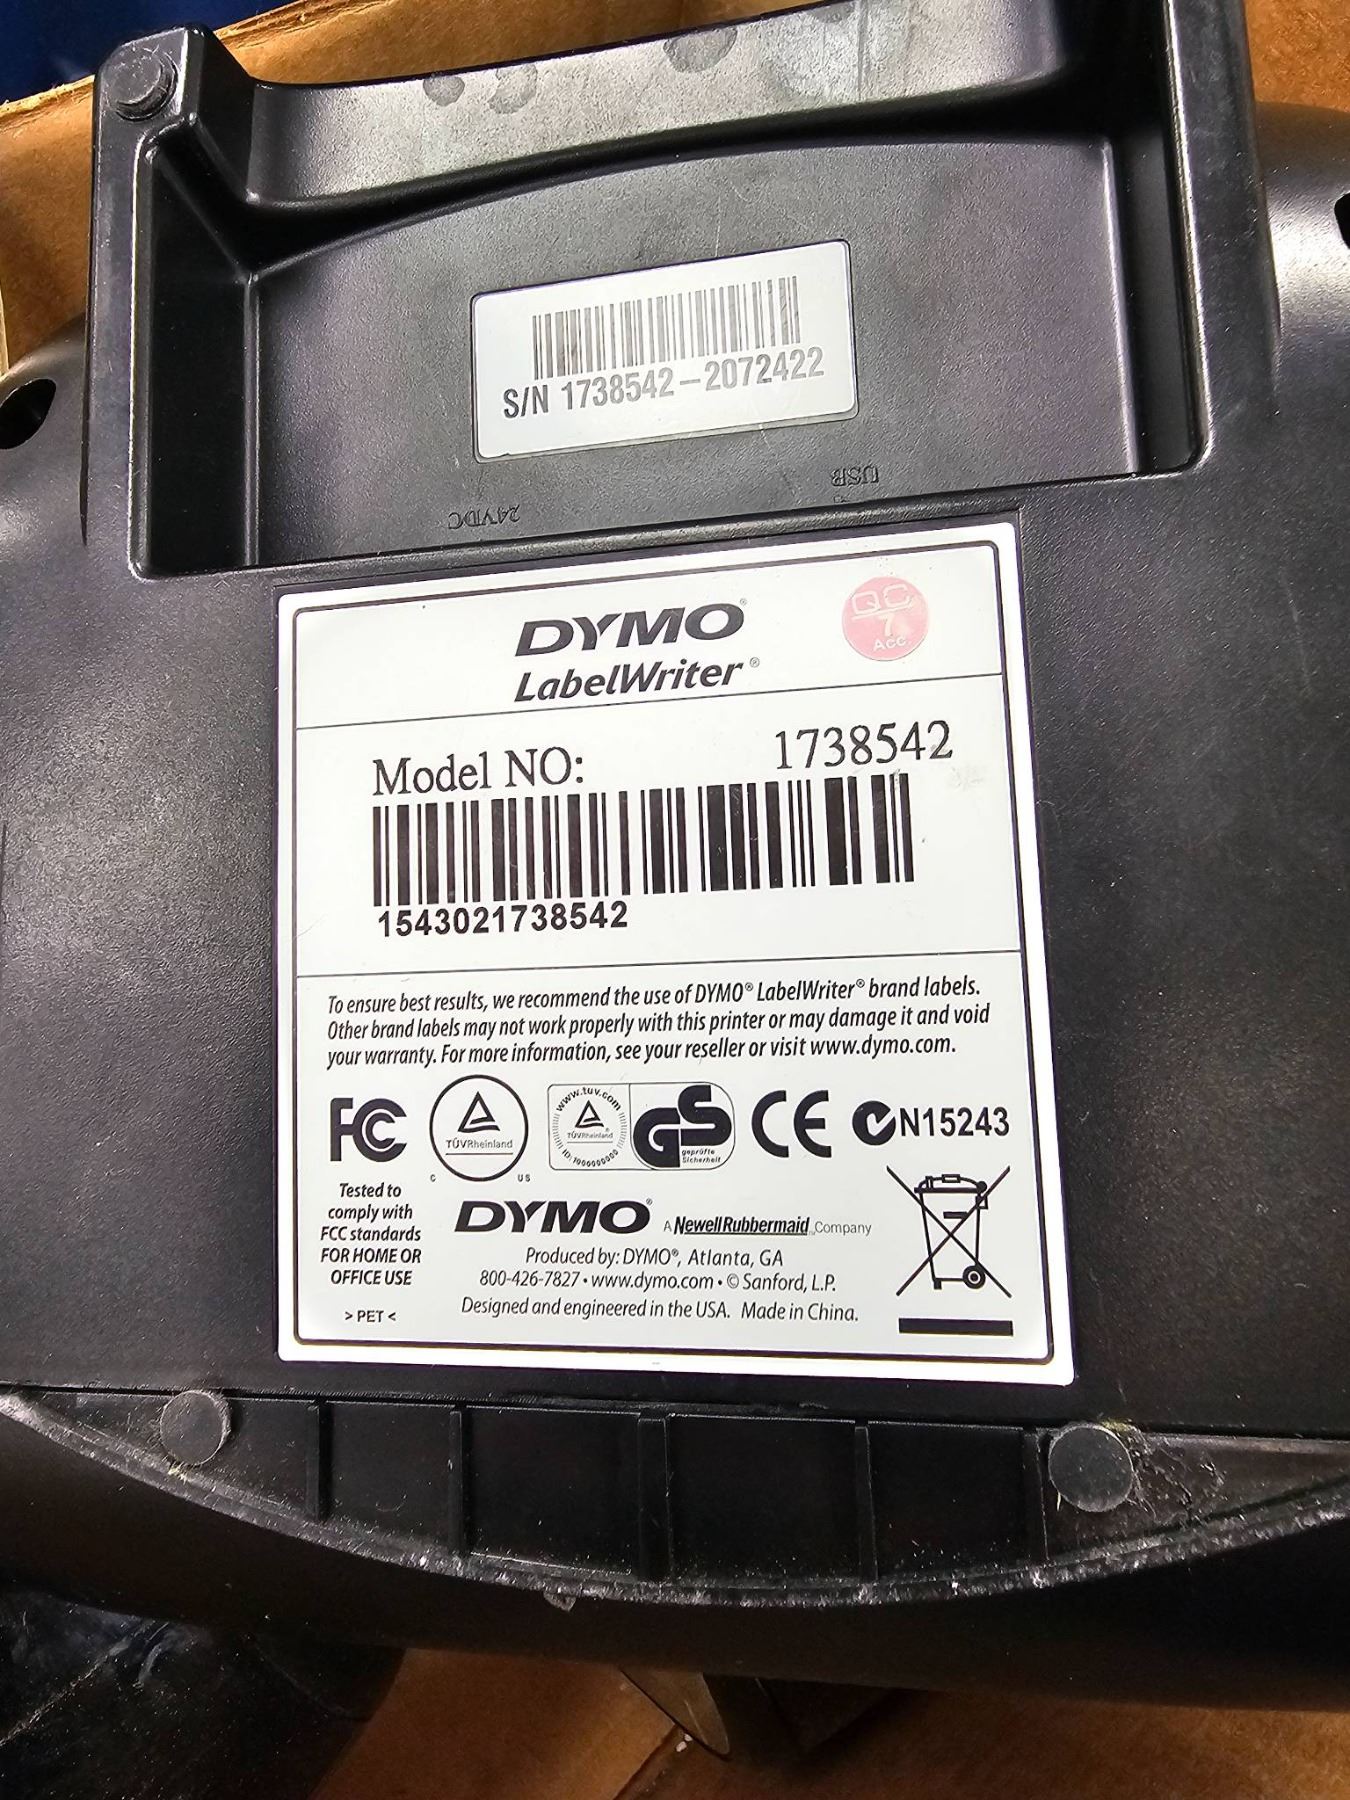 S/N 1738542-2072422
24VDC
USB
DYMO®
LabelWriter®
QC
7
Acc.
Model NO: 1738542
1543021738542
To ensure best results, we recommend the use of DYMO® LabelWriter® brand labels.
Other brand labels may not work properly with this printer or may damage it and void
your warranty. For more information, see your reseller or visit www.dymo.com.
FC
TÜVRheinland
C US
www.tuv.com
TÜVRheinland®
ID: 1000000000
GS
geprüfte
Sicherheit
CE
N15243
Tested to
comply with
FCC standards
FOR HOME OR
OFFICE USE
> PET <
DYMO® A NewellRubbermaid Company
Produced by: DYMO®, Atlanta, GA
800-426-7827 • www.dymo.com • © Sanford, L.P.
Designed and engineered in the USA. Made in China.